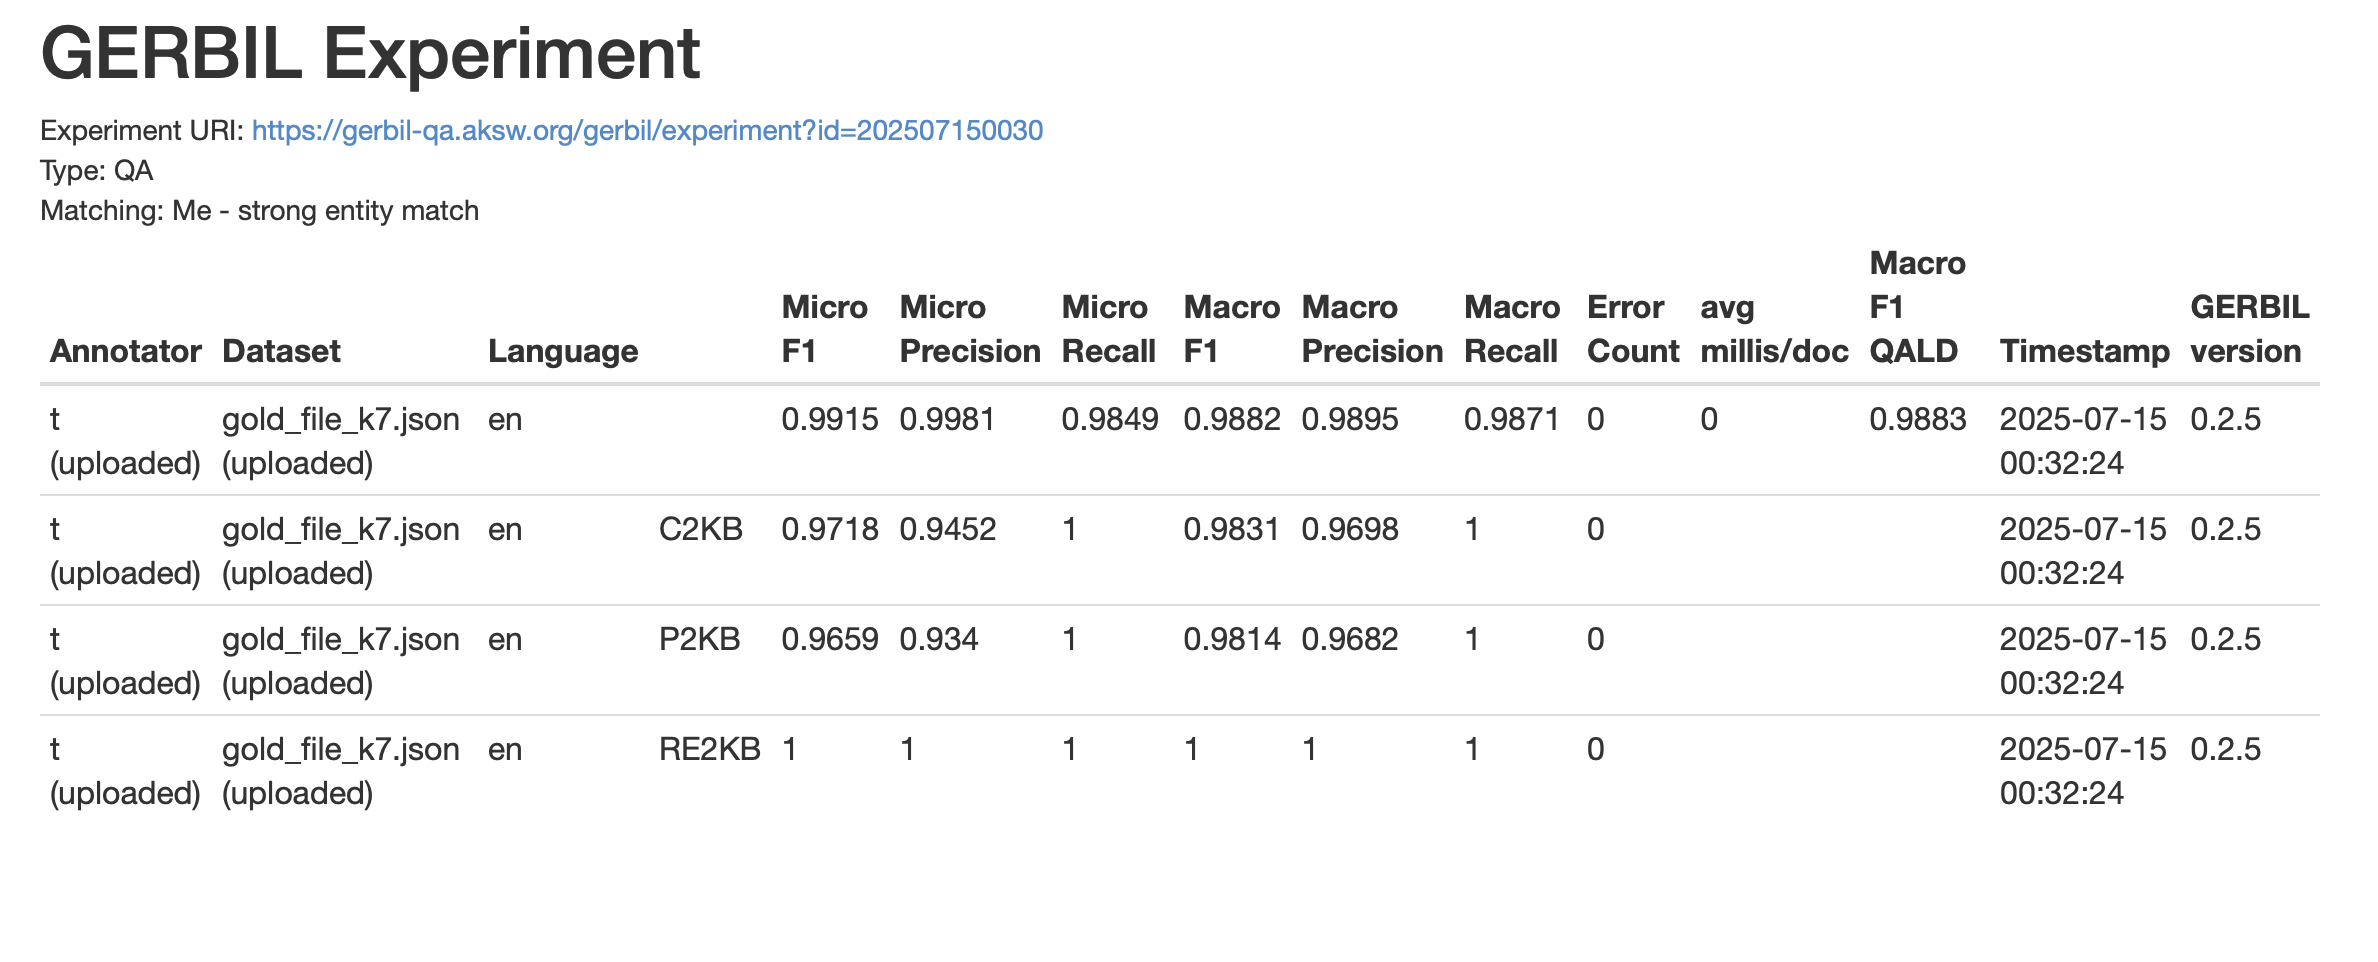 GERBIL Experiment
Experiment URI: https://gerbil-qa.aksw.org/gerbil/experiment?id=202507150030
Type: QA
Matching: Me - strong entity match
Annotator Dataset Language Micro F1 Micro Precision Micro Recall Macro F1 Macro Precision Macro Recall Error Count avg millis/doc Macro F1 QALD Timestamp GERBIL version
t gold_file_k7.json en 0.9915 0.9981 0.9849 0.9882 0.9895 0.9871 0 0 0.9883 2025-07-15 0.2.5
(uploaded) (uploaded) 00:32:24
t gold_file_k7.json en C2KB 0.9718 0.9452 1 0.9831 0.9698 1 0 2025-07-15 0.2.5
(uploaded) (uploaded) 00:32:24
t gold_file_k7.json en P2KB 0.9659 0.934 1 0.9814 0.9682 1 0 2025-07-15 0.2.5
(uploaded) (uploaded) 00:32:24
t gold_file_k7.json en RE2KB 1 1 1 1 1 1 0 2025-07-15 0.2.5
(uploaded) (uploaded) 00:32:24